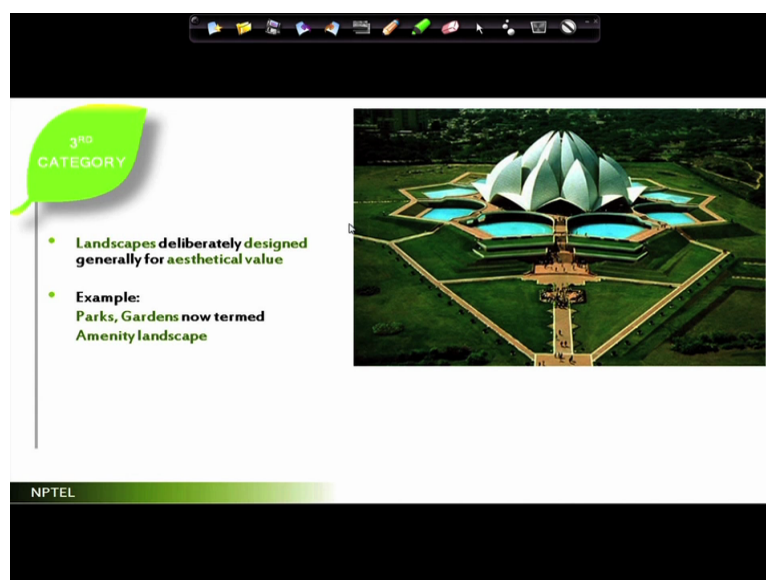 3RD
CATEGORY
Landscapes deliberately designed
generally for aesthetical value
Example:
Parks, Gardens now termed
Amenity landscape
NPTEL